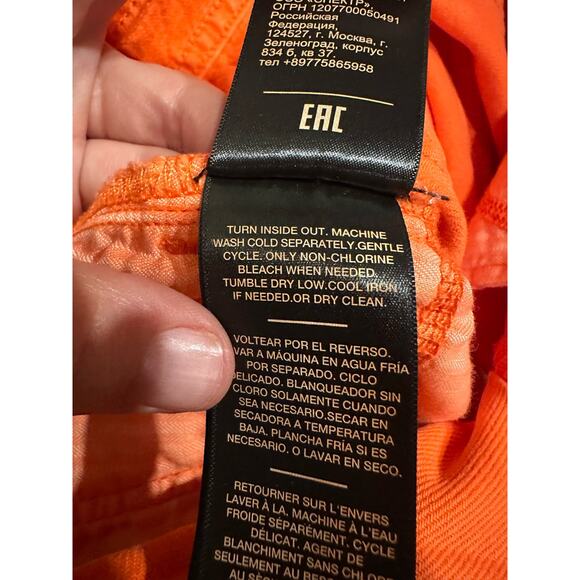 ООО «СПЕКТР»,
ОГРН 1207700050491
Российская
Федерация,
124527, г. Москва, г.
Зеленоград, корпус
834 б, кв 37.
тел +89775865958
EAC
TURN INSIDE OUT. MACHINE
WASH COLD SEPARATELY.GENTLE
CYCLE. ONLY NON-CHLORINE
BLEACH WHEN NEEDED.
TUMBLE DRY LOW.COOL IRON
IF NEEDED.OR DRY CLEAN.
VOLTEAR POR EL REVERSO.
VAR A MÁQUINA EN AGUA FRÍA
POR SEPARADO. CICLO
DELICADO. BLANQUEADOR SIN
CLORO SOLAMENTE CUANDO
SEA NECESARIO.SECAR EN
SECADORA A TEMPERATURA
BAJA. PLANCHA FRÍA SI ES
NECESARIO. O LAVAR EN SECO.
RETOURNER SUR L'ENVERS
LAVER À LA. MACHINE À L'EAU
FROIDE SÉPARÉMENT. CYCLE
DÉLICAT. AGENT DE
BLANCHIMENT SANS CHLORE
SEULEMENT AU